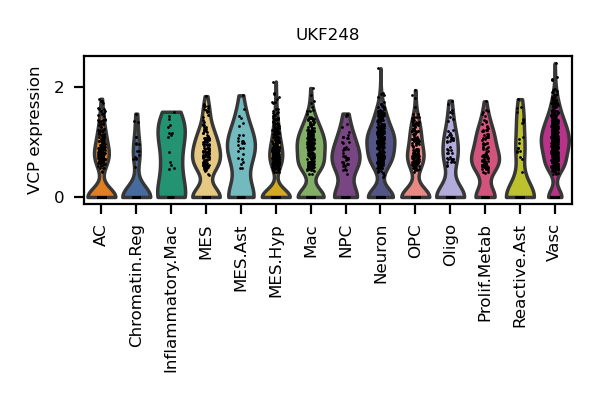 UKF248
VCP expression
2
0
AC
Chromatin.Reg
Inflammatory.Mac
MES
MES.Ast
MES.Hyp
Mac
NPC
Neuron
OPC
Oligo
Prolif.Metab
Reactive.Ast
Vasc